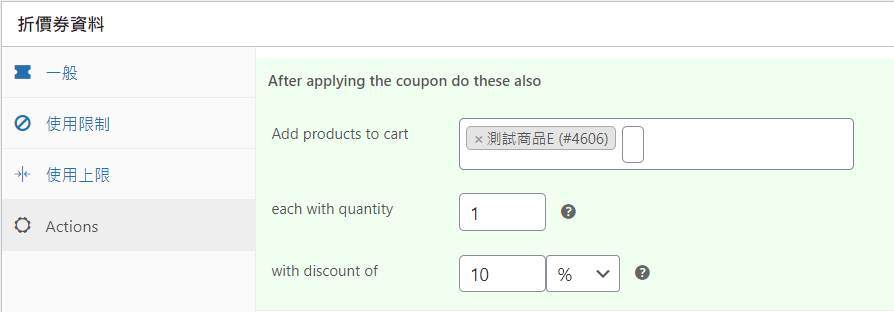 折價券資料
一般
使用限制
使用上限
Actions
After applying the coupon do these also
Add products to cart
× 測試商品E (#4606)
each with quantity
1
?
with discount of
10
%
?